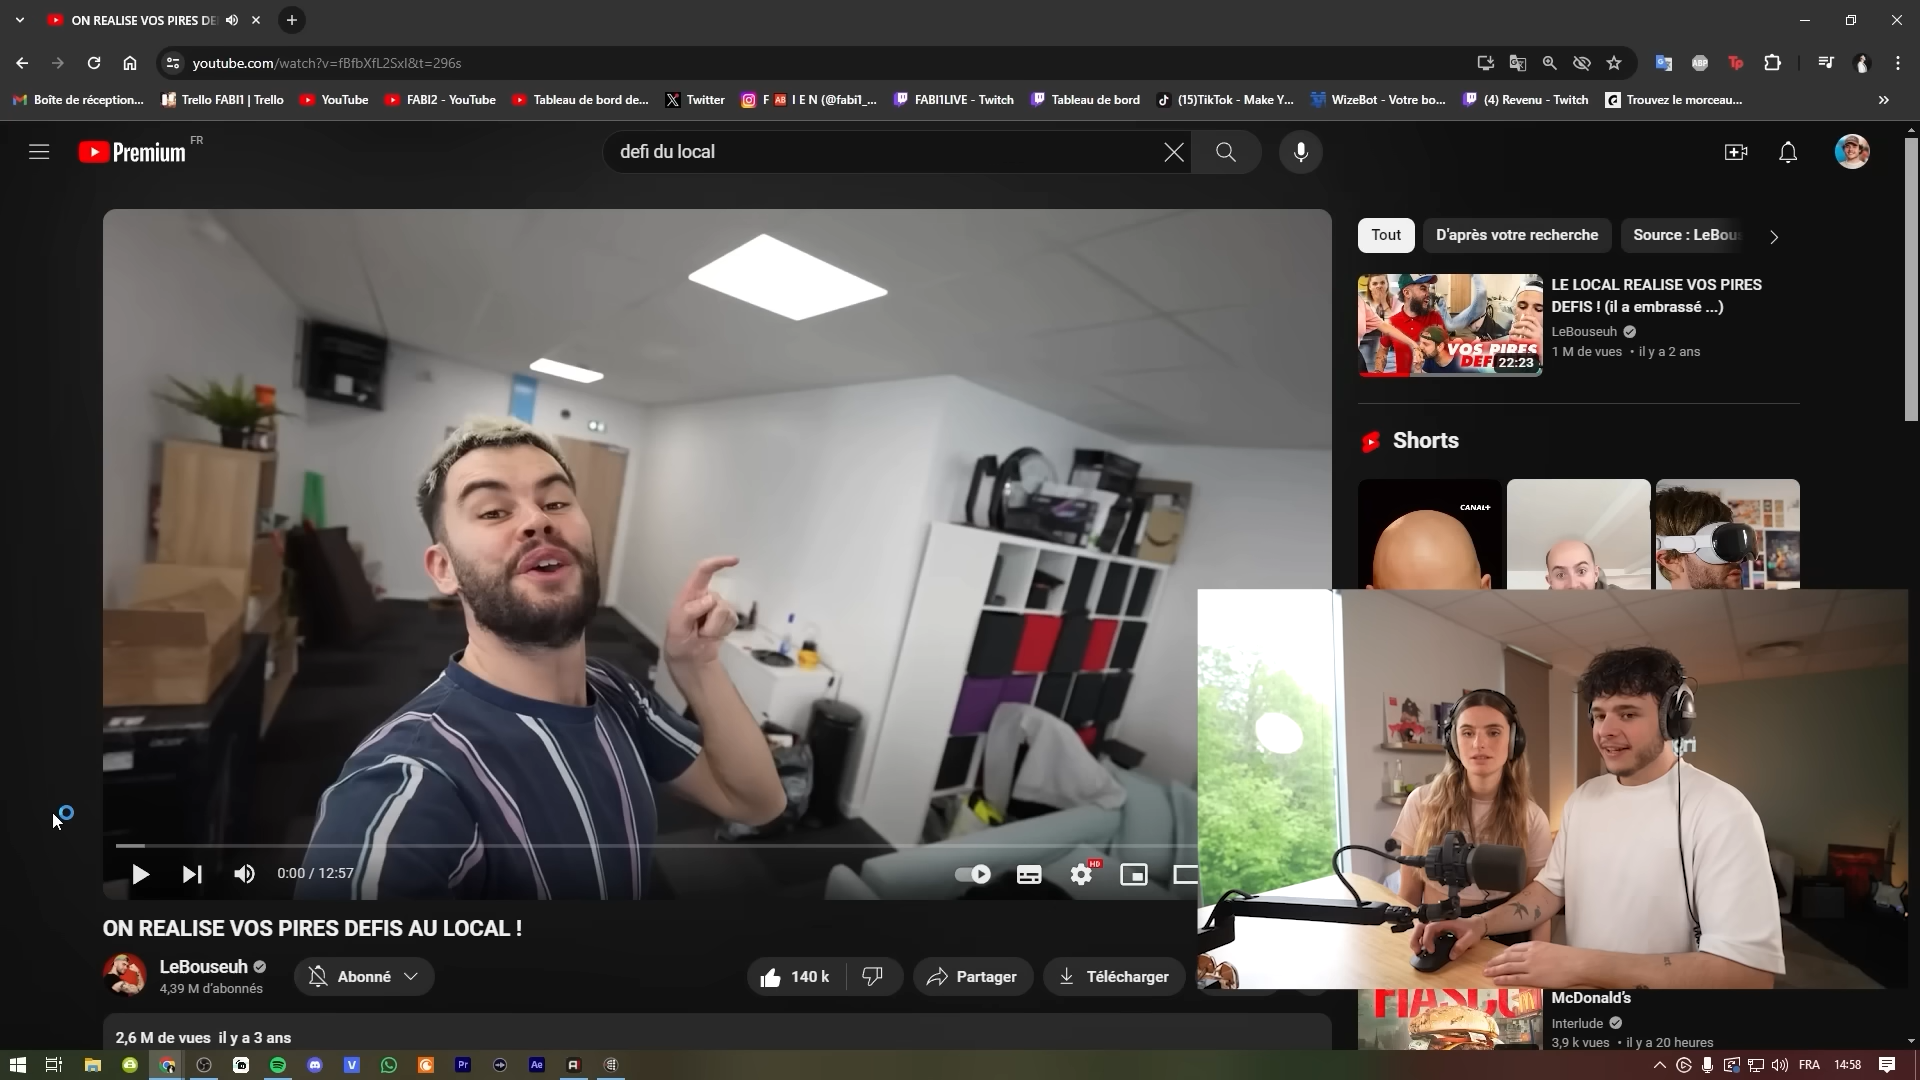 ON REALISE VOS PIRES DE
youtube.com/watch?v=fBfbXfL2SxI&t=296s
Boîte de réception...
Trello FABI1 | Trello
YouTube
FABI2 - YouTube
Tableau de bord de...
Twitter
F 🆎 I E N (@fabi1_...
FABI1LIVE - Twitch
Tableau de bord
(15)TikTok - Make Y...
WizeBot - Votre bo...
(4) Revenu - Twitch
Trouvez le morceau...
Premium
FR
defi du local
Tout
D'après votre recherche
Source : LeBous
VOS PIRES
22:23
LE LOCAL REALISE VOS PIRES
DEFIS ! (il a embrassé ...)
LeBouseuh
1 M de vues • il y a 2 ans
Shorts
CANAL+
0:00 / 12:57
HD
ON REALISE VOS PIRES DEFIS AU LOCAL !
LeBouseuh
4,39 M d'abonnés
Abonné
140 k
Partager
Télécharger
2,6 M de vues il y a 3 ans
FIASCO
McDonald's
Interlude
3,9 k vues • il y a 20 heures
FRA
14:58